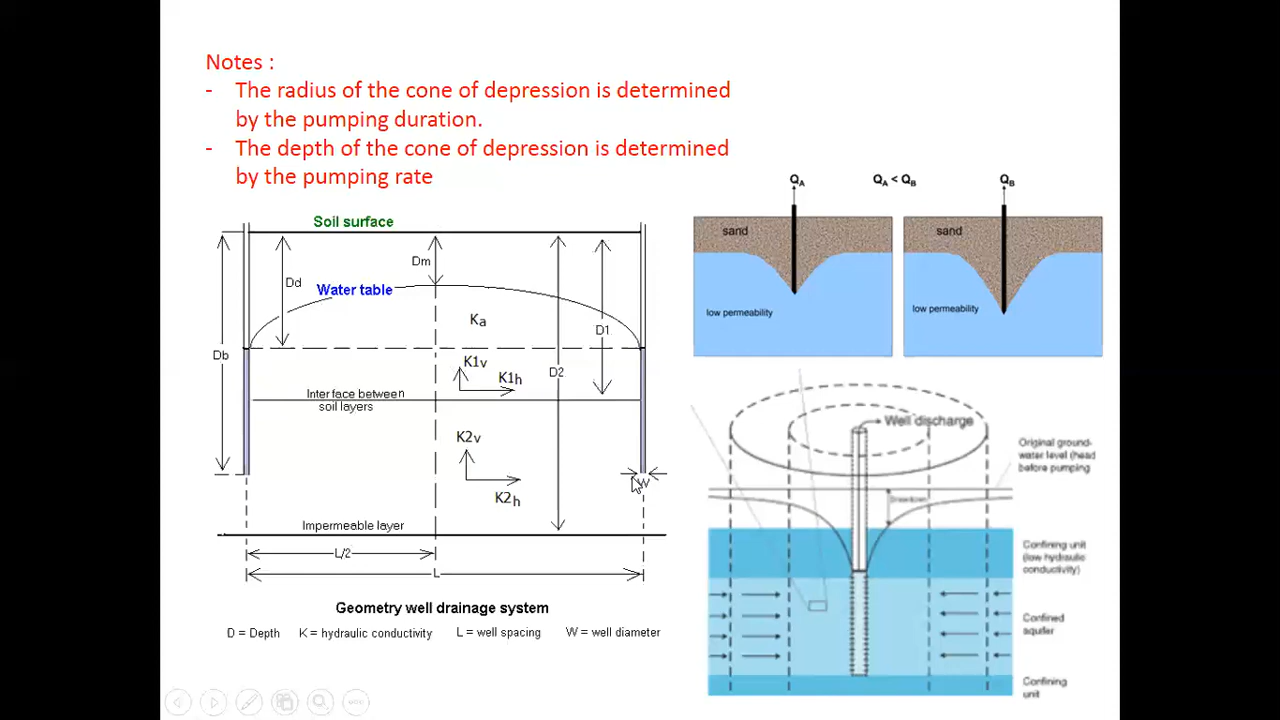 Notes :
- The radius of the cone of depression is determined
by the pumping duration.
- The depth of the cone of depression is determined
by the pumping rate
QA
QA < QB
QB
sand
low permeability
sand
low permeability
Soil surface
Dm
Dd
Water table
Ka
D1
Db
K1v
K1h
D2
Interface between
soil layers
K2v
K2h
W
Impermeable layer
L/2
L
Geometry well drainage system
D = Depth K = hydraulic conductivity L = well spacing W = well diameter
Well discharge
Original ground-
water level (head
before pumping
Drawdown
Confining unit
(low hydraulic
conductivity)
Confined
aquifer
Confining
unit